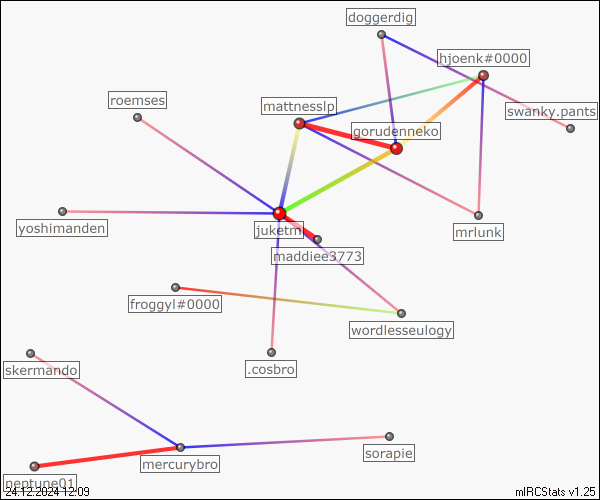 doggerdig
hjoenk#0000
roemses
mattnesslp
swanky.pants
gorudenneko
yoshimanden
juketm
mrlunk
maddiee3773
froggyl#0000
wordlesseulogy
skermando
.cosbro
mercurybro
sorapie
neptune01
24.12.2024 12:09
mIRCStats v1.25